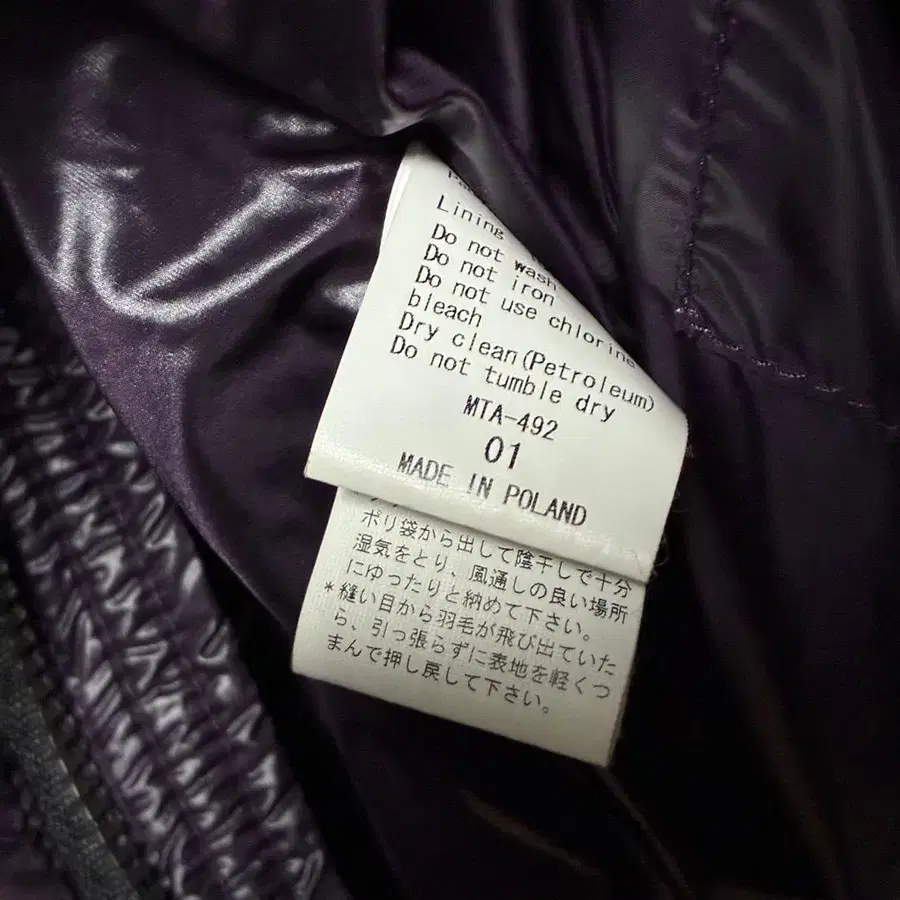 Lining
Do not wash
Do not iron
Do not use chlorine
bleach
Dry clean(Petroleum)
Do not tumble dry
MTA-492
01
MADE IN POLAND
ポリ袋から出して陰干しで十分
湿気をとり、風通しの良い場所
にゆったりと納めて下さい。
*縫い目から羽毛が飛び出ていた
ら、引っ張らずに表地を軽くつ
まんで押し戻して下さい。